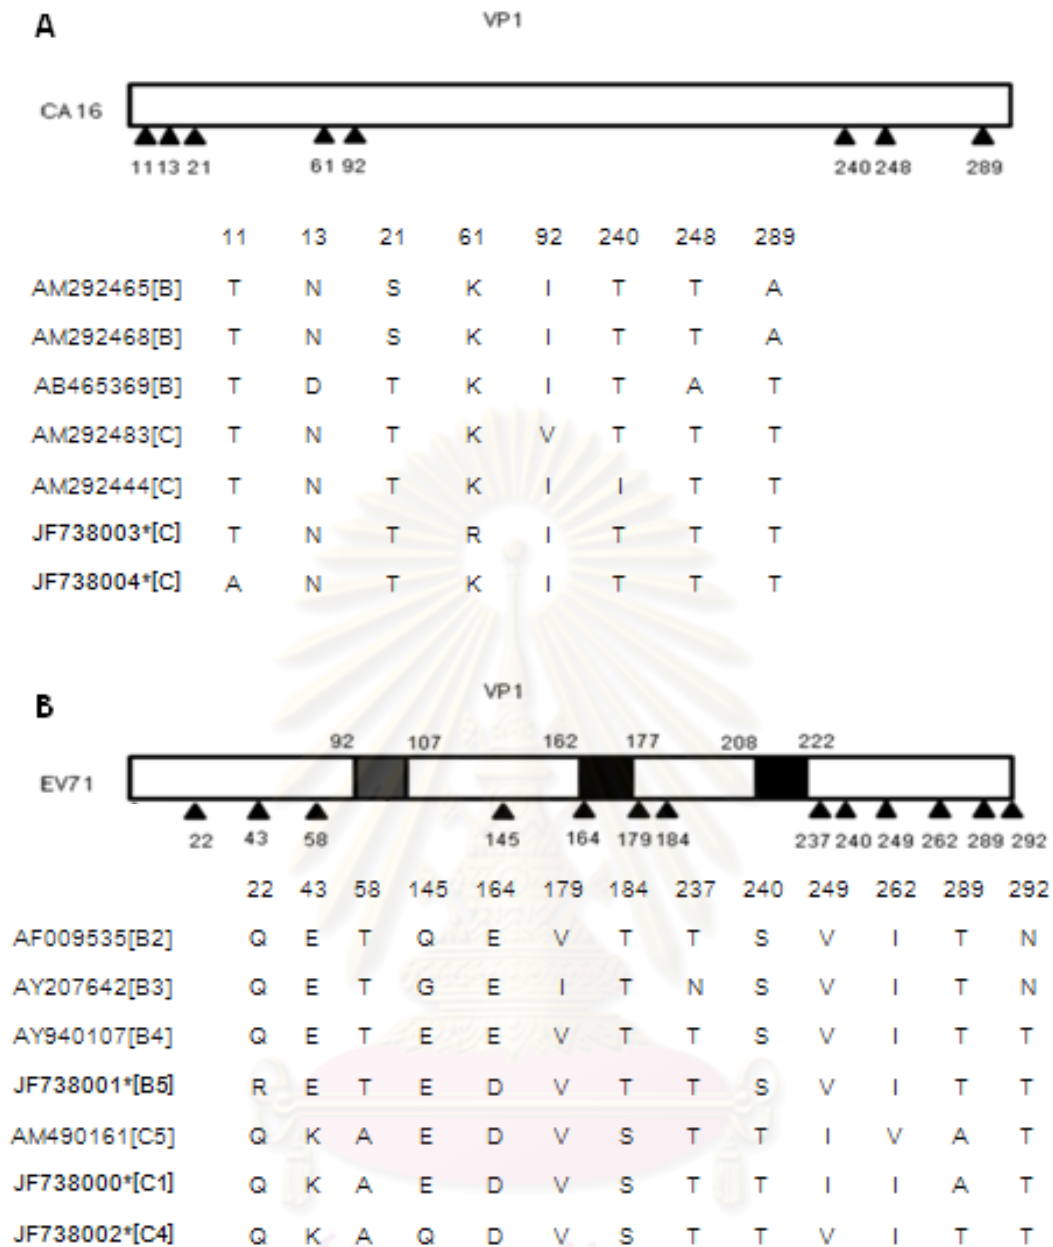 A
VP1
CA 16
11 13 21 61 92 240 248 289
11 13 21 61 92 240 248 289
AM292465[B] T N S K I T T A
AM292468[B] T N S K I T T A
AB465369[B] T D T K I T A T
AM292483[C] T N T K V T T T
AM292444[C] T N T K I I T T
JF738003*[C] T N T R I T T T
JF738004*[C] A N T K I T T T
B
VP1
92 107 162 177 208 222
EV71
22 43 58 145 164 179 184 237 240 249 262 289 292
22 43 58 145 164 179 184 237 240 249 262 289 292
AF009535[B2] Q E T Q E V T T S V I T N
AY207642[B3] Q E T G E I T N S V I T N
AY940107[B4] Q E T E E V T T S V I T T
JF738001*[B5] R E T E D V T T S V I T T
AM490161[C5] Q K A E D V S T T I V A T
JF738000*[C1] Q K A E D V S T T I I A T
JF738002*[C4] Q K A Q D V S T T V I T T